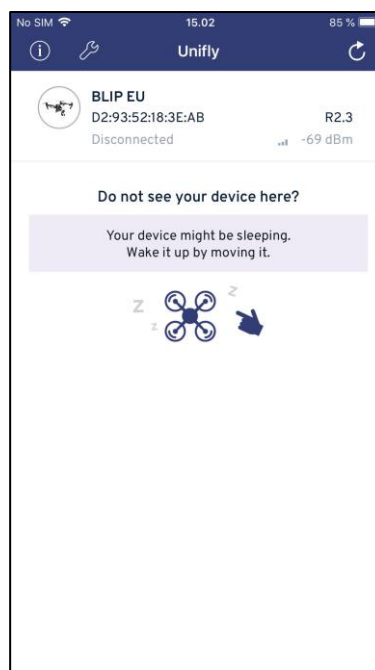 No SIM 15.02 85 %
Unifly
BLIP EU
D2:93:52:18:3E:AB R2.3
Disconnected -69 dBm
Do not see your device here?
Your device might be sleeping.
Wake it up by moving it.
Z z
z